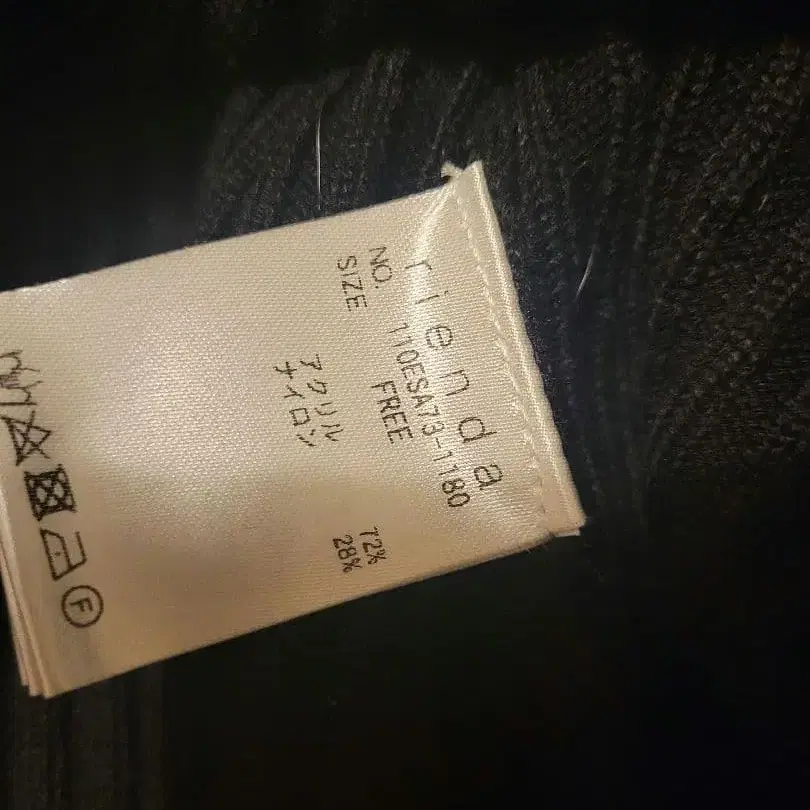 rienda
NO. 110ESA73-1180
SIZE FREE
アクリル 72%
ナイロン 28%
F